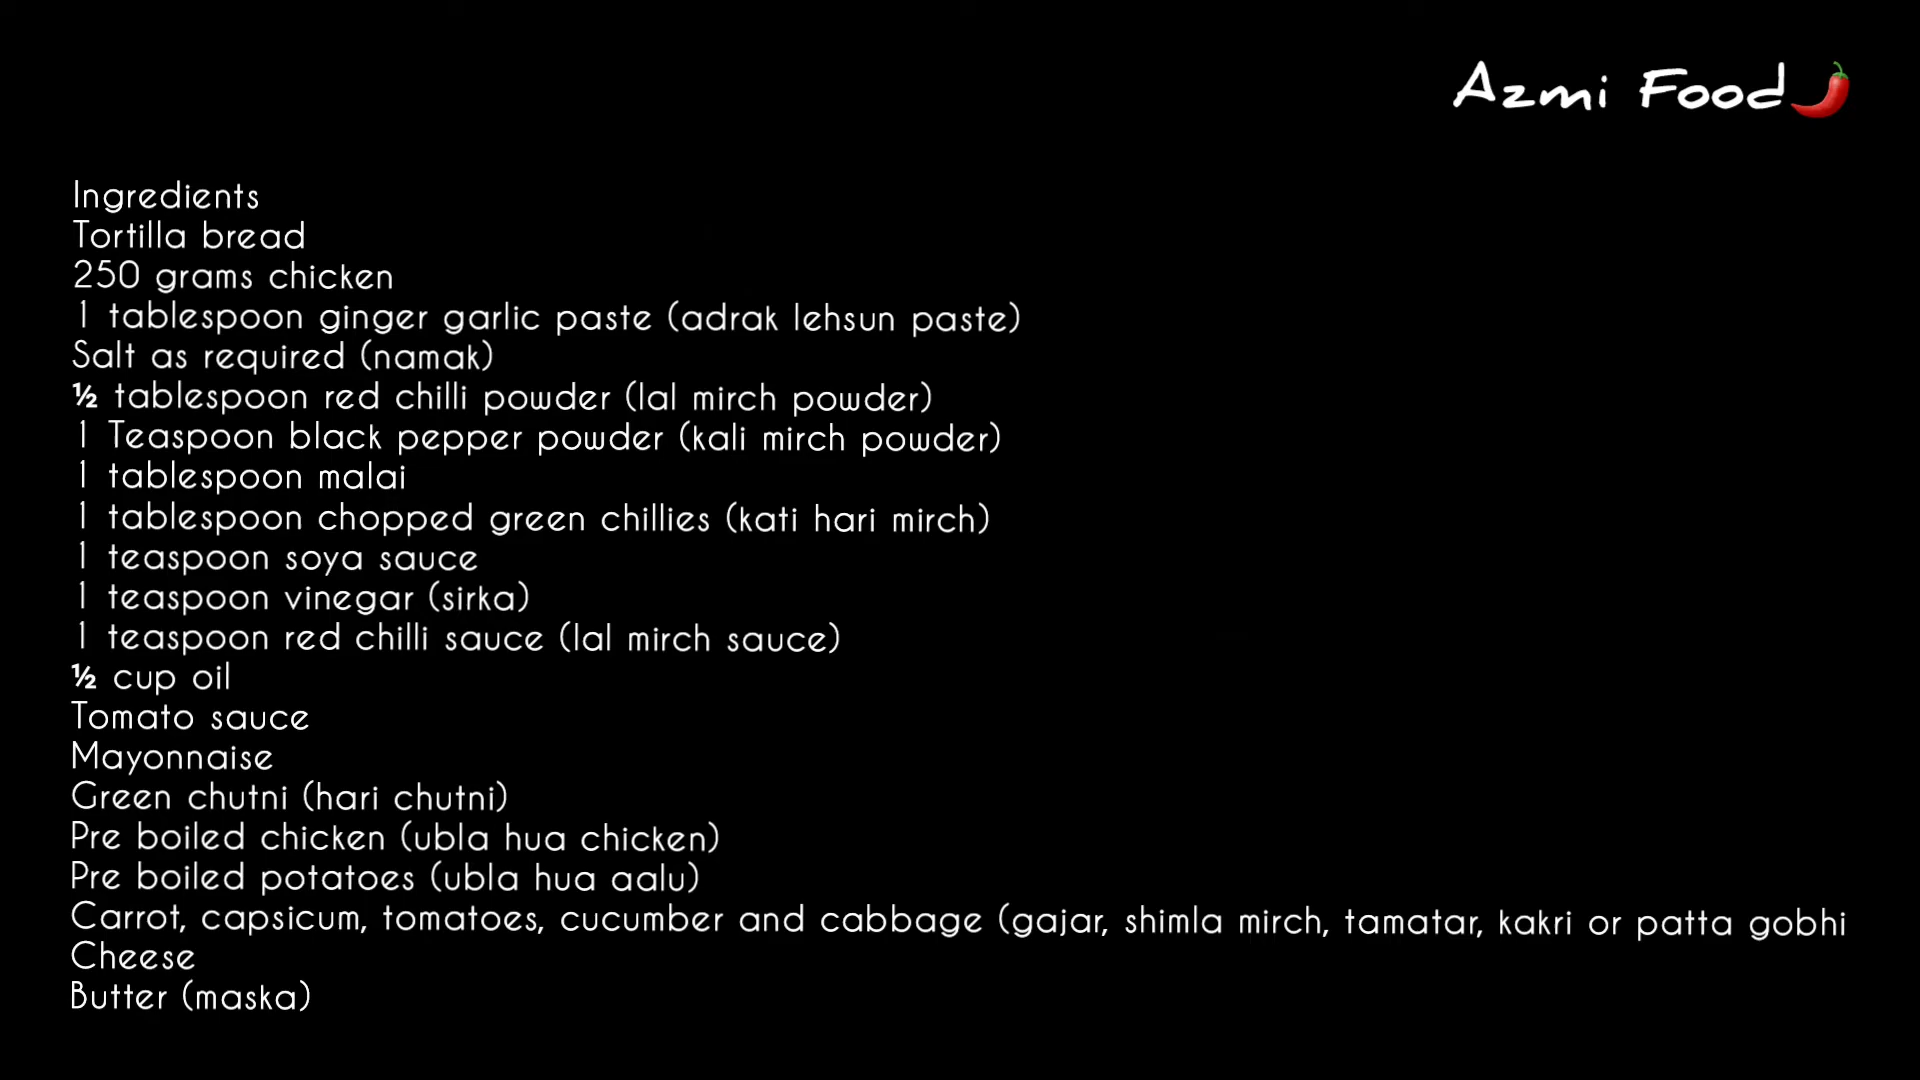 Azmi Food
Ingredients
Tortilla bread
250 grams chicken
1 tablespoon ginger garlic paste (adrak lehsun paste)
Salt as required (namak)
½ tablespoon red chilli powder (lal mirch powder)
1 Teaspoon black pepper powder (kali mirch powder)
1 tablespoon malai
1 tablespoon chopped green chillies (kati hari mirch)
1 teaspoon soya sauce
1 teaspoon vinegar (sirka)
1 teaspoon red chilli sauce (lal mirch sauce)
½ cup oil
Tomato sauce
Mayonnaise
Green chutni (hari chutni)
Pre boiled chicken (ubla hua chicken)
Pre boiled potatoes (ubla hua aalu)
Carrot, capsicum, tomatoes, cucumber and cabbage (gajar, shimla mirch, tamatar, kakri or patta gobhi
Cheese
Butter (maska)